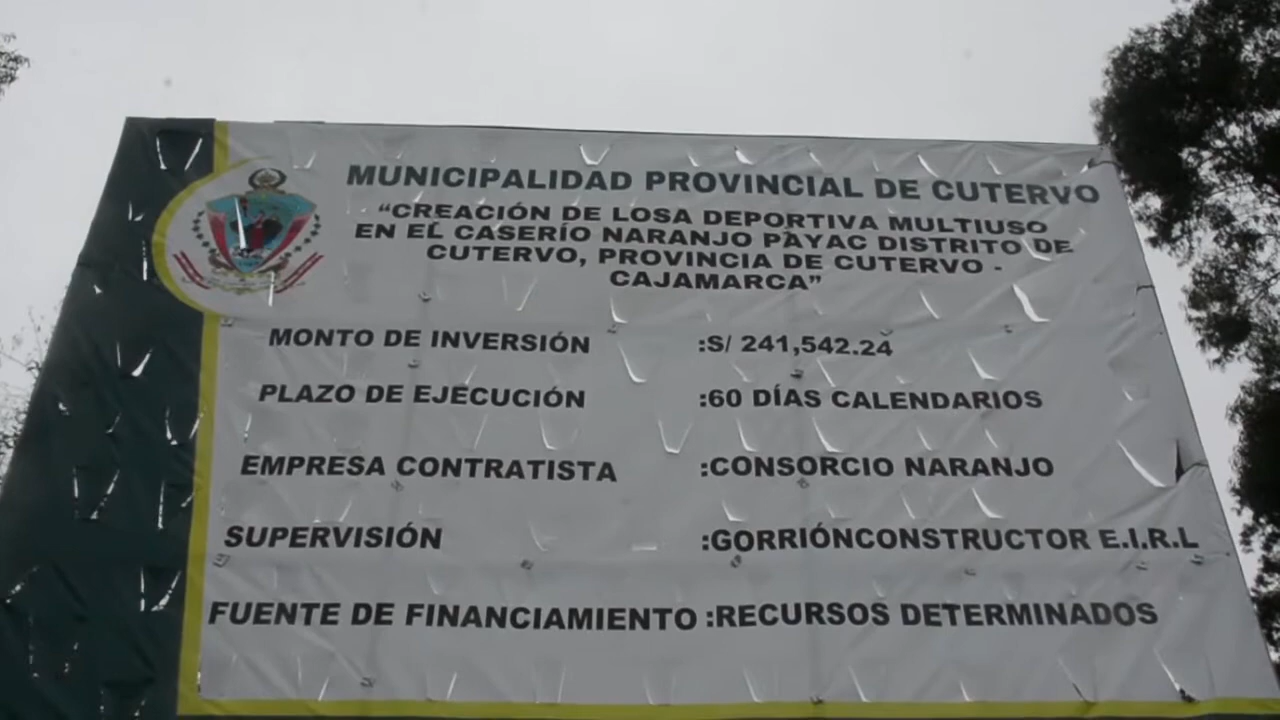 MUNICIPALIDAD PROVINCIAL DE CUTERVO
“CREACIÓN DE LOSA DEPORTIVA MULTIUSO
EN EL CASERÍO NARANJO PAYAC DISTRITO DE
CUTERVO, PROVINCIA DE CUTERVO -
CAJAMARCA”
MONTO DE INVERSIÓN :S/ 241,542.24
PLAZO DE EJECUCIÓN :60 DÍAS CALENDARIOS
EMPRESA CONTRATISTA :CONSORCIO NARANJO
SUPERVISIÓN :GORRIÓNCONSTRUCTOR E.I.R.L
FUENTE DE FINANCIAMIENTO :RECURSOS DETERMINADOS